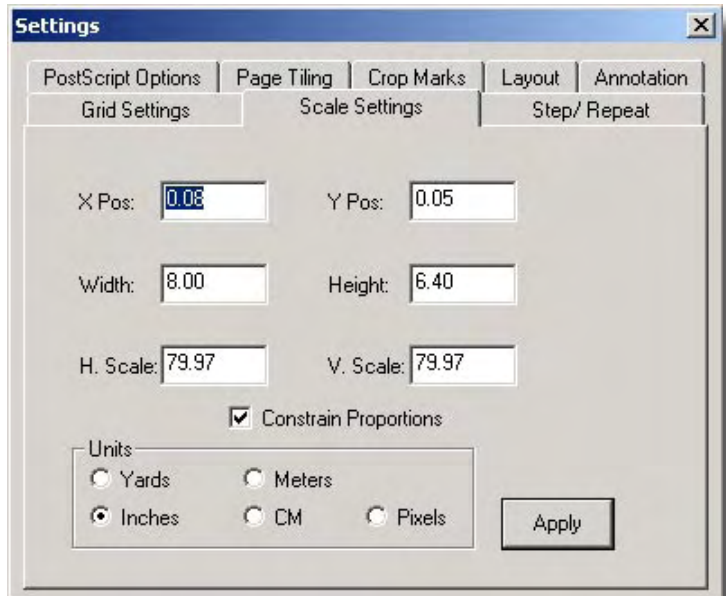 Settings
PostScript Options Page Tiling Crop Marks Layout Annotation
Grid Settings Scale Settings Step/ Repeat
X Pos: 0.08 Y Pos: 0.05
Width: 8.00 Height: 6.40
H. Scale: 79.97 V. Scale: 79.97
Constrain Proportions
Units
Yards Meters
Inches CM Pixels
Apply